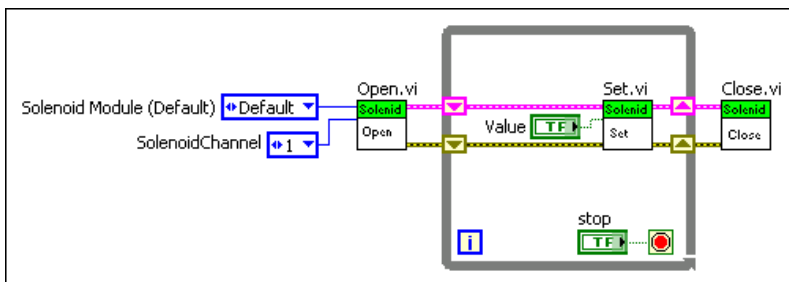 Open.vi
Set.vi
Close.vi
Solenoid Module (Default)
Default
Solenid
Open
SolenoidChannel
1
Value
TF
Solenid
Set
Solenid
Close
stop
i
TF